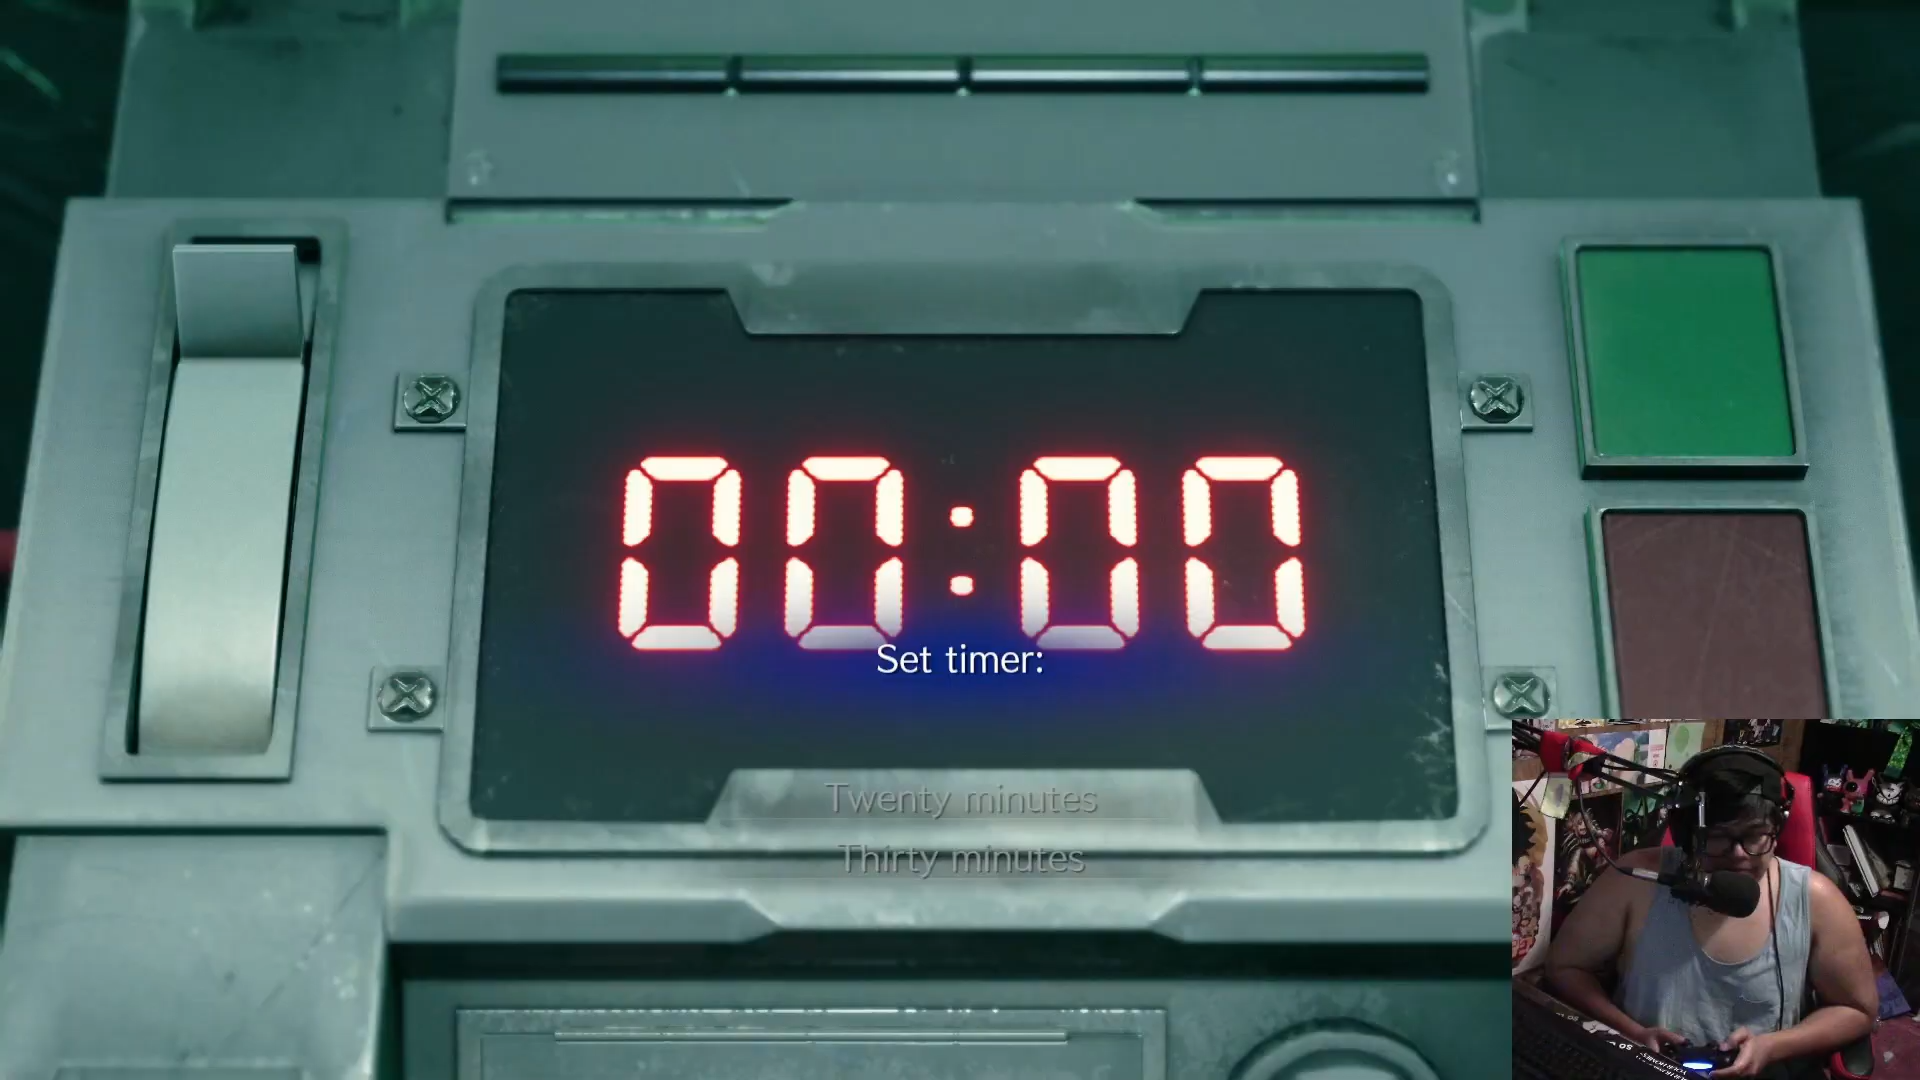 00:00
Set timer:
Twenty minutes
Thirty minutes